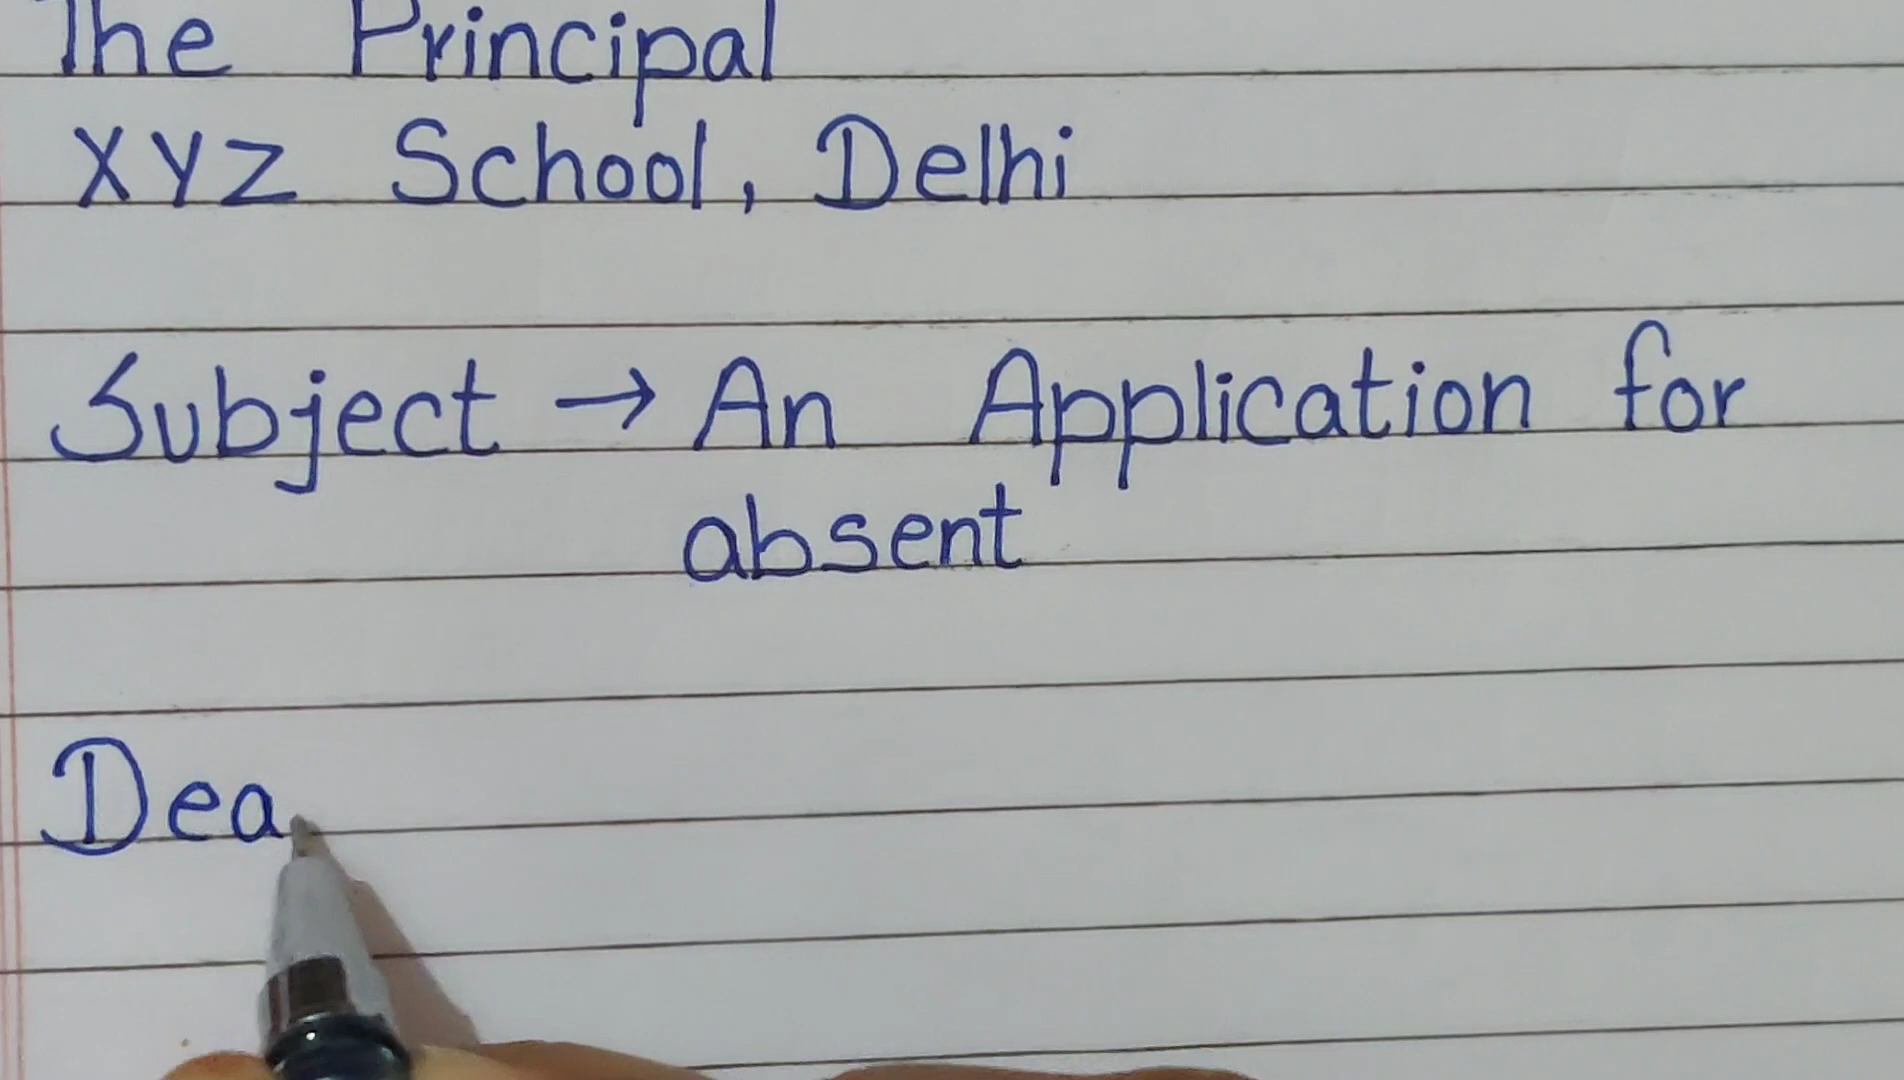 The Principal
XYZ School, Delhi
Subject → An Application for
absent
Dea